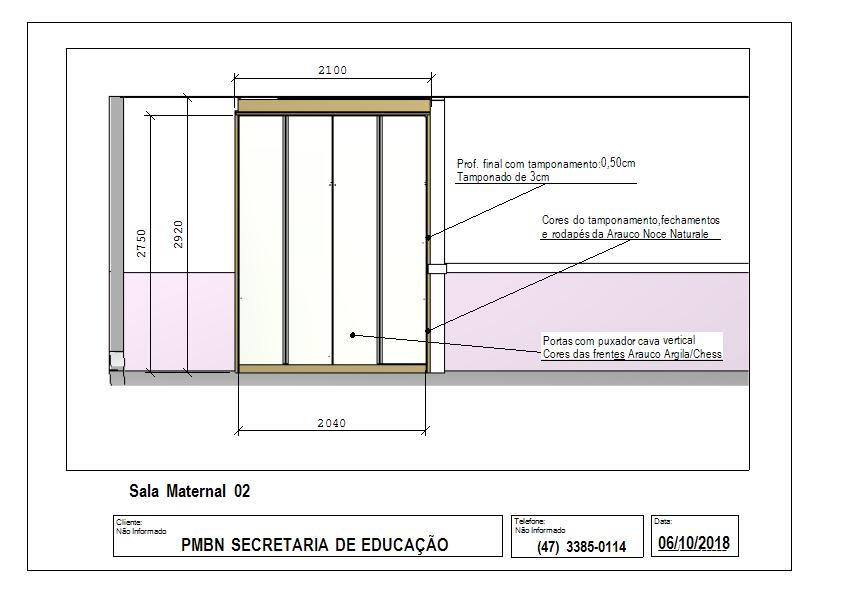 2100
Prof. final com tamponamento:0,50cm
Tamponado de 3cm
Cores do tamponamento,fechamentos
e rodapés da Arauco Noce Naturale
2750
2920
Portas com puxador cava vertical
Cores das frentes Arauco Argila/Chess
2040
Sala Maternal 02
Cliente:
Não Informado
PMBN SECRETARIA DE EDUCAÇÃO
Telefone:
Não Informado
(47) 3385-0114
Data:
06/10/2018